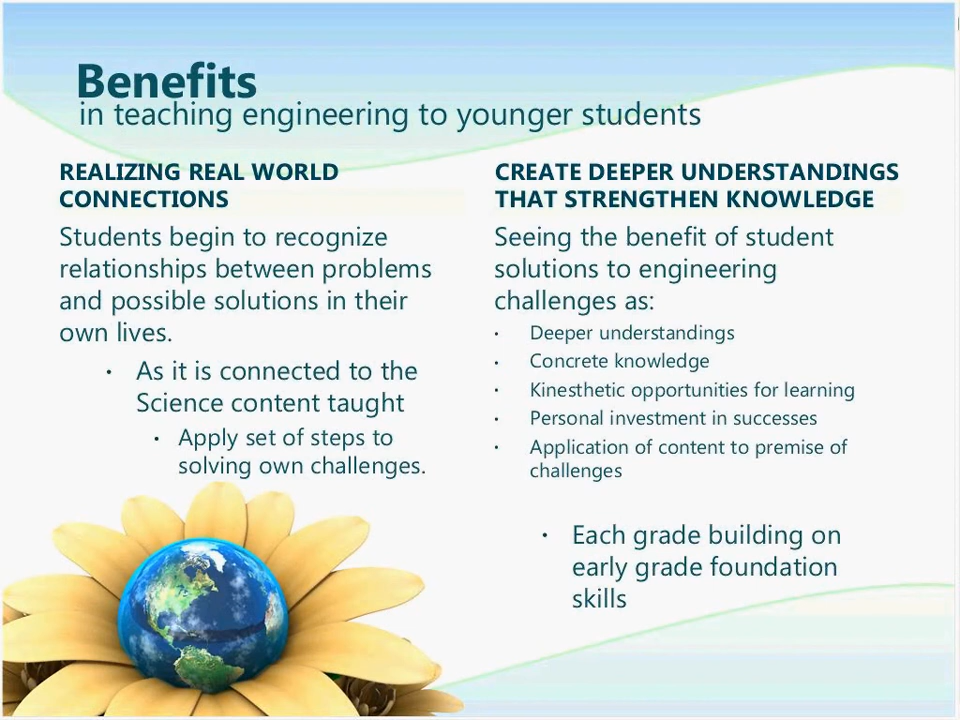 Benefits
in teaching engineering to younger students
REALIZING REAL WORLD
CONNECTIONS
Students begin to recognize
relationships between problems
and possible solutions in their
own lives.
• As it is connected to the
Science content taught
• Apply set of steps to
solving own challenges.
CREATE DEEPER UNDERSTANDINGS
THAT STRENGTHEN KNOWLEDGE
Seeing the benefit of student
solutions to engineering
challenges as:
• Deeper understandings
• Concrete knowledge
• Kinesthetic opportunities for learning
• Personal investment in successes
• Application of content to premise of
challenges
• Each grade building on
early grade foundation
skills